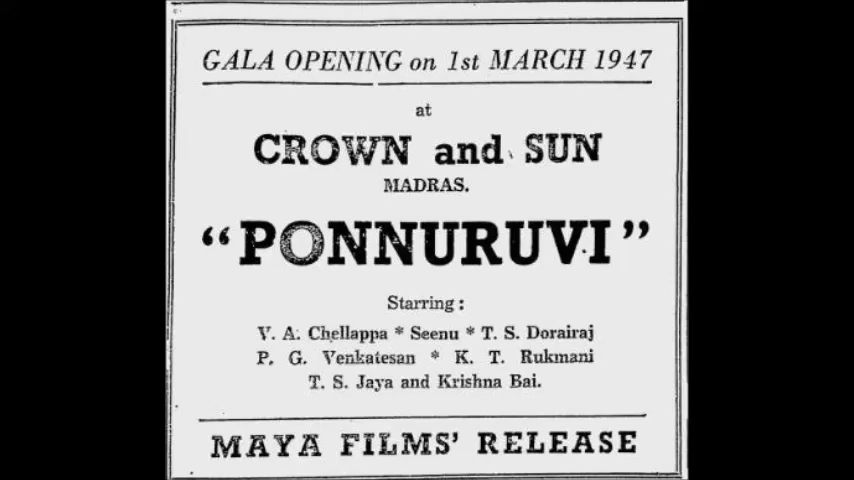 GALA OPENING on 1st MARCH 1947
at
CROWN and SUN
MADRAS.
"PONNURUVI"
Starring :
V. A. Chellappa * Seenu * T. S. Dorairaj
P. G. Venkatesan * K. T. Rukmani
T. S. Jaya and Krishna Bai.
MAYA FILMS' RELEASE